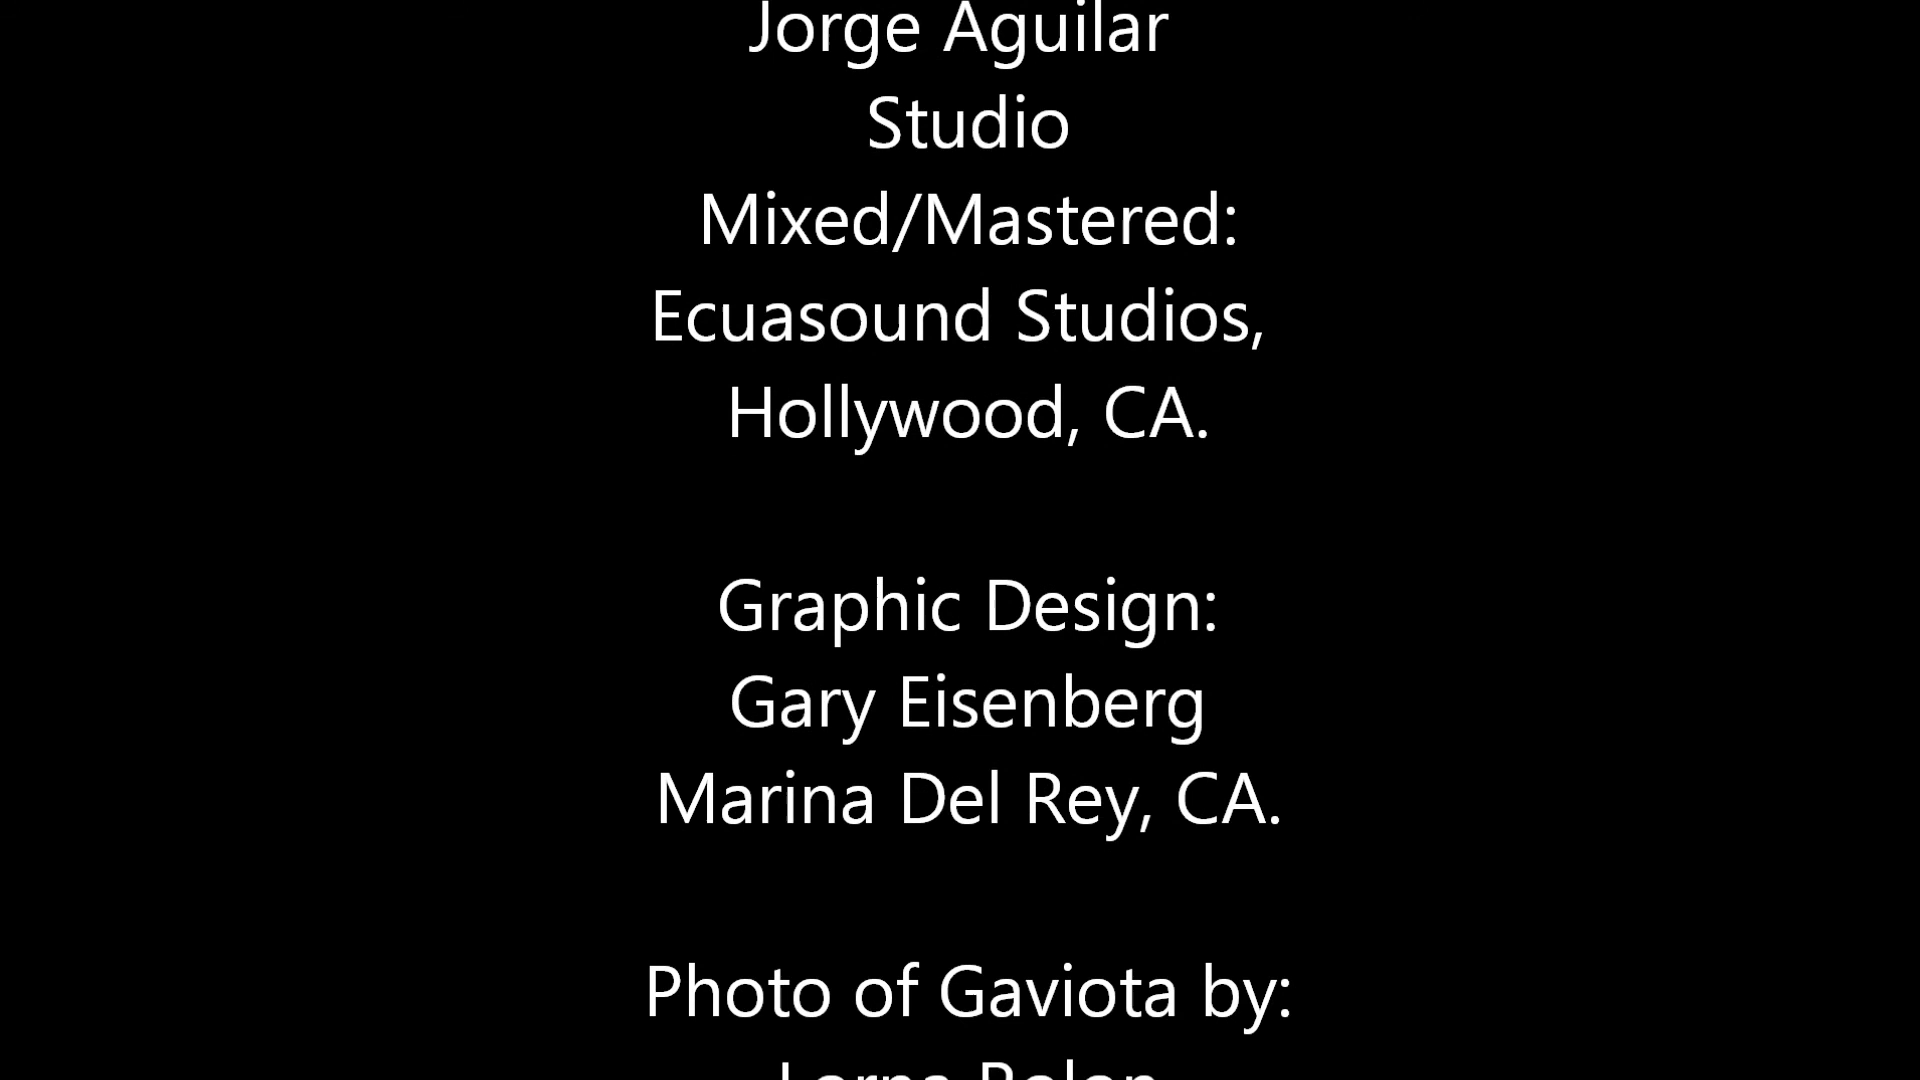 Jorge Aguilar
Studio
Mixed/Mastered:
Ecuasound Studios,
Hollywood, CA.
Graphic Design:
Gary Eisenberg
Marina Del Rey, CA.
Photo of Gaviota by: